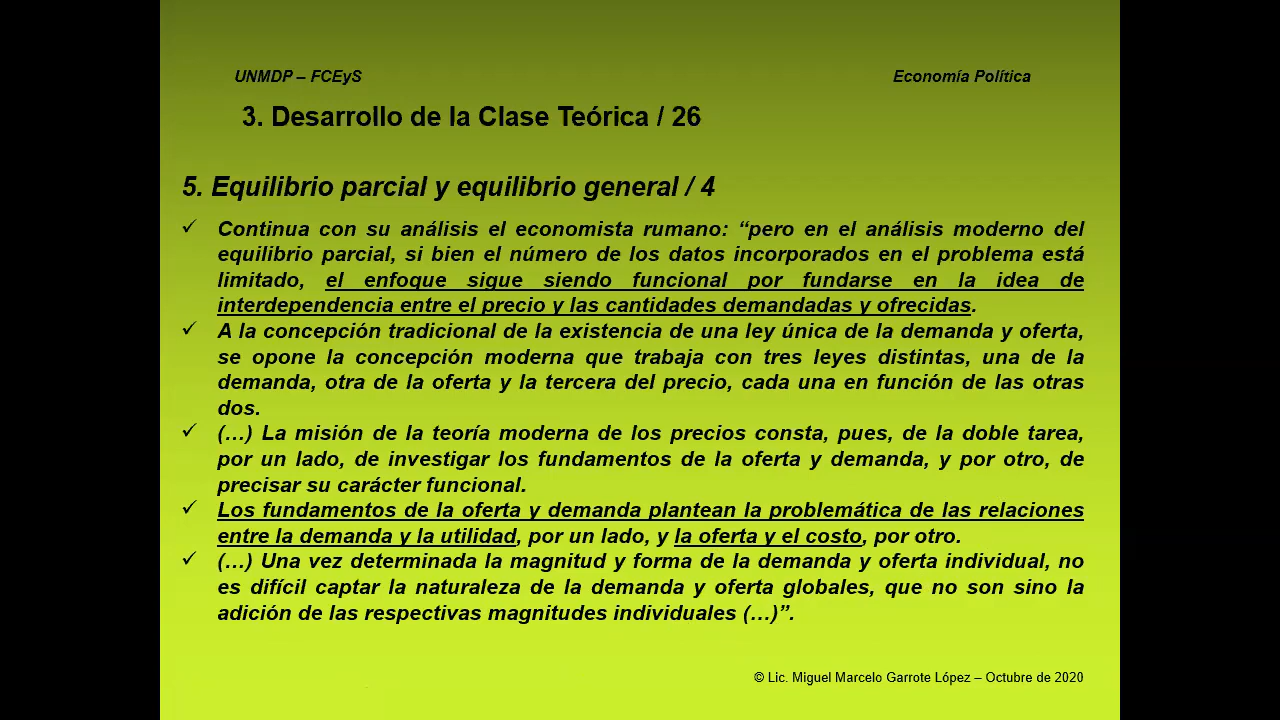 UNMDP – FCEyS
Economía Política
3. Desarrollo de la Clase Teórica / 26
5. Equilibrio parcial y equilibrio general / 4
✓ Continua con su análisis el economista rumano: “pero en el análisis moderno del
equilibrio parcial, si bien el número de los datos incorporados en el problema está
limitado, el enfoque sigue siendo funcional por fundarse en la idea de
interdependencia entre el precio y las cantidades demandadas y ofrecidas.
✓ A la concepción tradicional de la existencia de una ley única de la demanda y oferta,
se opone la concepción moderna que trabaja con tres leyes distintas, una de la
demanda, otra de la oferta y la tercera del precio, cada una en función de las otras
dos.
✓ (…) La misión de la teoría moderna de los precios consta, pues, de la doble tarea,
por un lado, de investigar los fundamentos de la oferta y demanda, y por otro, de
precisar su carácter funcional.
✓ Los fundamentos de la oferta y demanda plantean la problemática de las relaciones
entre la demanda y la utilidad, por un lado, y la oferta y el costo, por otro.
✓ (…) Una vez determinada la magnitud y forma de la demanda y oferta individual, no
es difícil captar la naturaleza de la demanda y oferta globales, que no son sino la
adición de las respectivas magnitudes individuales (…)”.
© Lic. Miguel Marcelo Garrote López – Octubre de 2020